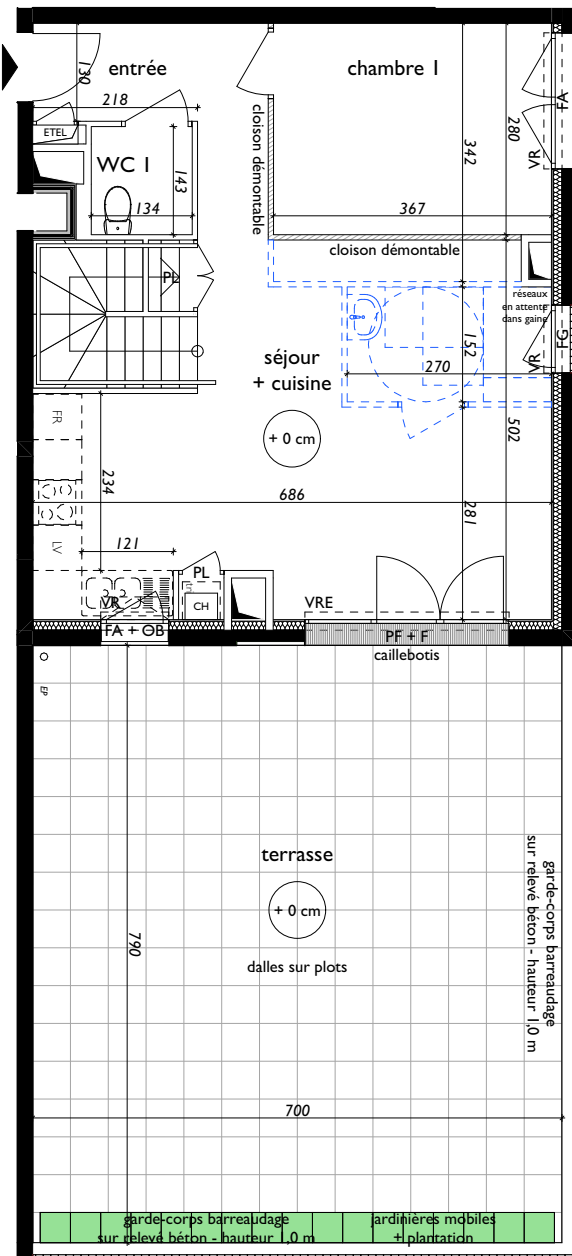 entrée
chambre 1
130
218
ETEL
WC 1
143
134
cloison démontable
342
280
FA
VR
367
cloison démontable
PL
réseaux
en attente
dans gaine
FG
VR
152
270
séjour
+ cuisine
+ 0 cm
502
FR
234
686
281
LV
121
PL
CH
VR
FA + OB
VRE
PF + F
caillebotis
EP
terrasse
+ 0 cm
dalles sur plots
790
garde-corps barreaudage
sur relevé béton - hauteur 1,0 m
700
garde-corps barreaudage
sur relevé béton - hauteur 1,0 m
jardinières mobiles
+ plantation